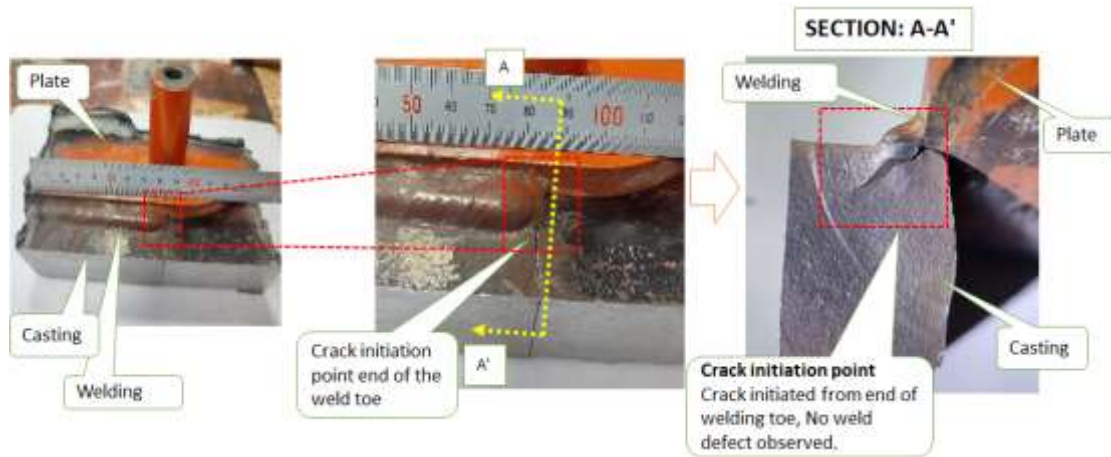 SECTION: A-A'
Plate
Casting
Welding
A
50
60
70
80
100
A'
Crack initiation
point end of the
weld toe
Welding
Plate
Casting
Crack initiation point
Crack initiated from end of
welding toe, No weld
defect observed.